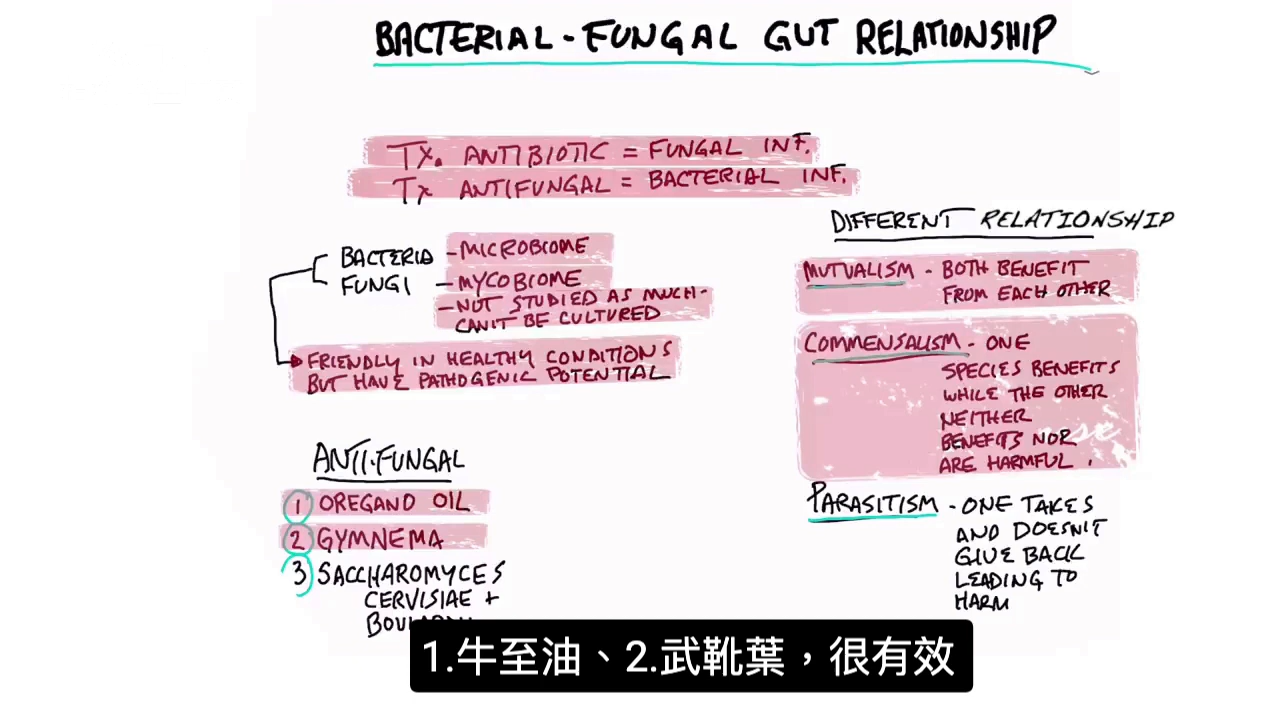 BACTERIAL - FUNGAL GUT RELATIONSHIP
TX. ANTIBIOTIC = FUNGAL INF.
TX ANTIFUNGAL = BACTERIAL INF.
BACTERIA - MICROBIOME
FUNGI - MYCOBIOME
- NOT STUDIED AS MUCH -
CAN'T BE CULTURED
FRIENDLY IN HEALTHY CONDITIONS
BUT HAVE PATHOGENIC POTENTIAL
ANTI-FUNGAL
1 OREGANO OIL
2 GYMNEMA
3 SACCHAROMYCES
CERVISIAE +
DIFFERENT RELATIONSHIP
MUTUALISM - BOTH BENEFIT
FROM EACH OTHER
COMMENSALISM - ONE
SPECIES BENEFITS
WHILE THE OTHER
NEITHER
BENEFITS NOR
ARE HARMFUL.
PARASITISM - ONE TAKES
AND DOESN'T
GIVE BACK
LEADING TO
HARM
1.牛至油、2.武靴葉，很有效